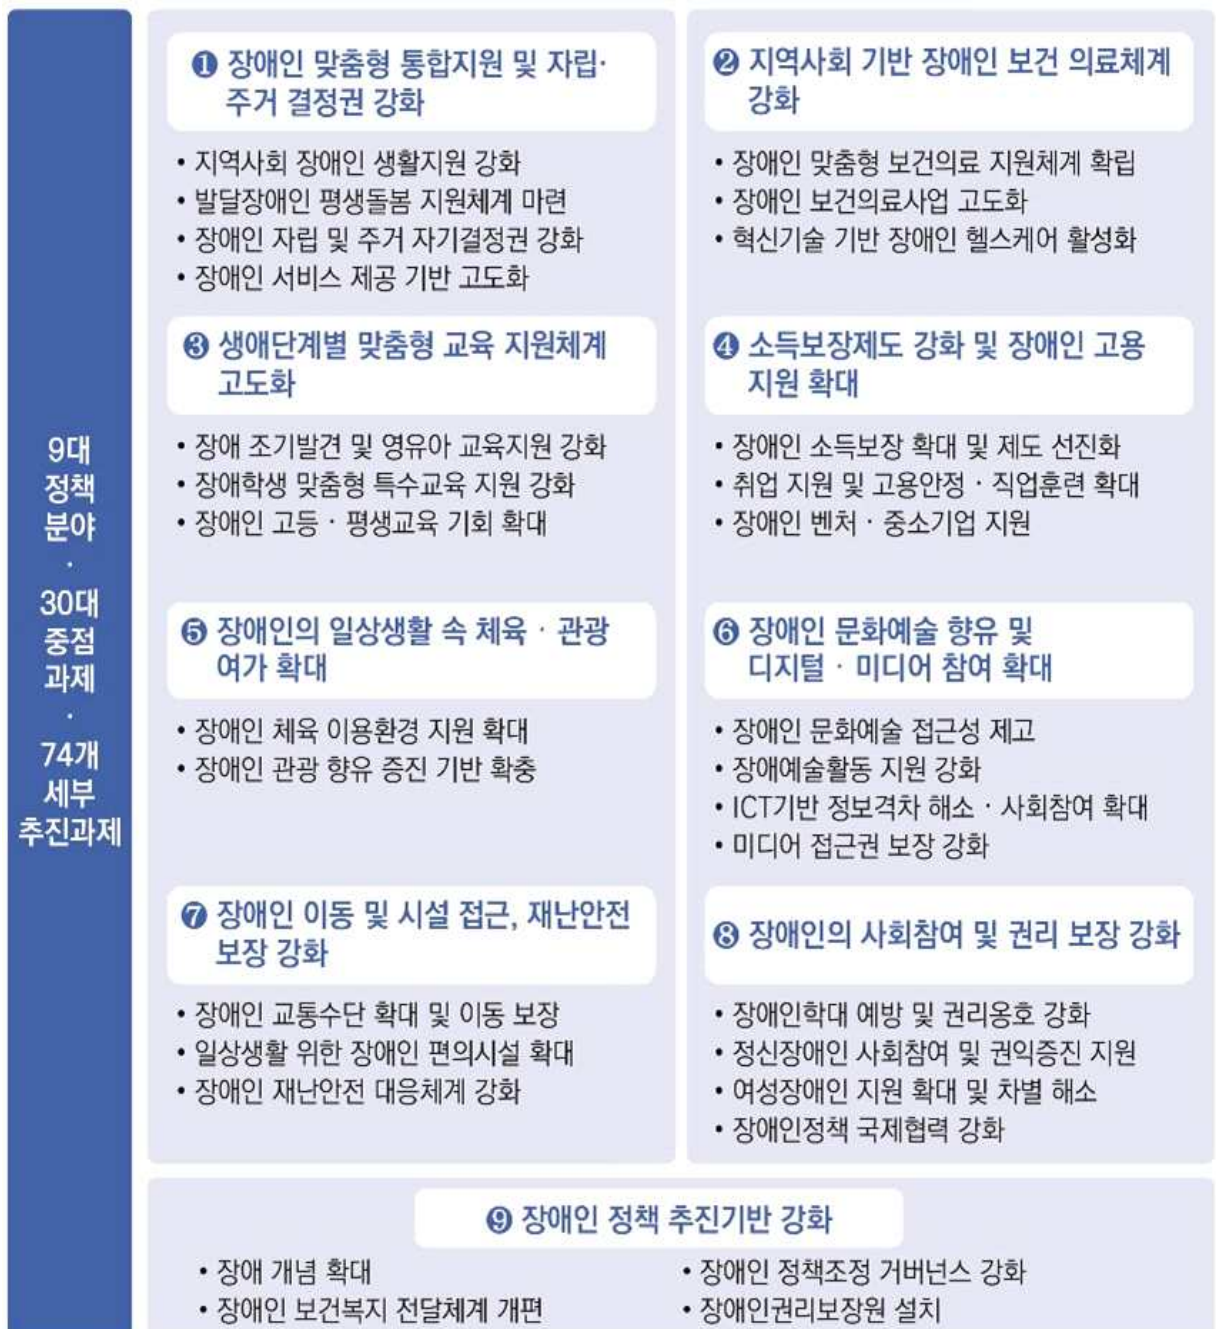 9대
정책
분야
·
30대
중점
과제
·
74개
세부
추진과제
❶ 장애인 맞춤형 통합지원 및 자립·
주거 결정권 강화
• 지역사회 장애인 생활지원 강화
• 발달장애인 평생돌봄 지원체계 마련
• 장애인 자립 및 주거 자기결정권 강화
• 장애인 서비스 제공 기반 고도화
❷ 지역사회 기반 장애인 보건 의료체계
강화
• 장애인 맞춤형 보건의료 지원체계 확립
• 장애인 보건의료사업 고도화
• 혁신기술 기반 장애인 헬스케어 활성화
❸ 생애단계별 맞춤형 교육 지원체계
고도화
• 장애 조기발견 및 영유아 교육지원 강화
• 장애학생 맞춤형 특수교육 지원 강화
• 장애인 고등 · 평생교육 기회 확대
❹ 소득보장제도 강화 및 장애인 고용
지원 확대
• 장애인 소득보장 확대 및 제도 선진화
• 취업 지원 및 고용안정 · 직업훈련 확대
• 장애인 벤처 · 중소기업 지원
❺ 장애인의 일상생활 속 체육 · 관광
여가 확대
• 장애인 체육 이용환경 지원 확대
• 장애인 관광 향유 증진 기반 확충
❻ 장애인 문화예술 향유 및
디지털 · 미디어 참여 확대
• 장애인 문화예술 접근성 제고
• 장애예술활동 지원 강화
• ICT기반 정보격차 해소 · 사회참여 확대
• 미디어 접근권 보장 강화
❼ 장애인 이동 및 시설 접근, 재난안전
보장 강화
• 장애인 교통수단 확대 및 이동 보장
• 일상생활 위한 장애인 편의시설 확대
• 장애인 재난안전 대응체계 강화
❽ 장애인의 사회참여 및 권리 보장 강화
• 장애인학대 예방 및 권리옹호 강화
• 정신장애인 사회참여 및 권익증진 지원
• 여성장애인 지원 확대 및 차별 해소
• 장애인정책 국제협력 강화
❾ 장애인 정책 추진기반 강화
• 장애 개념 확대
• 장애인 보건복지 전달체계 개편
• 장애인 정책조정 거버넌스 강화
• 장애인권리보장원 설치